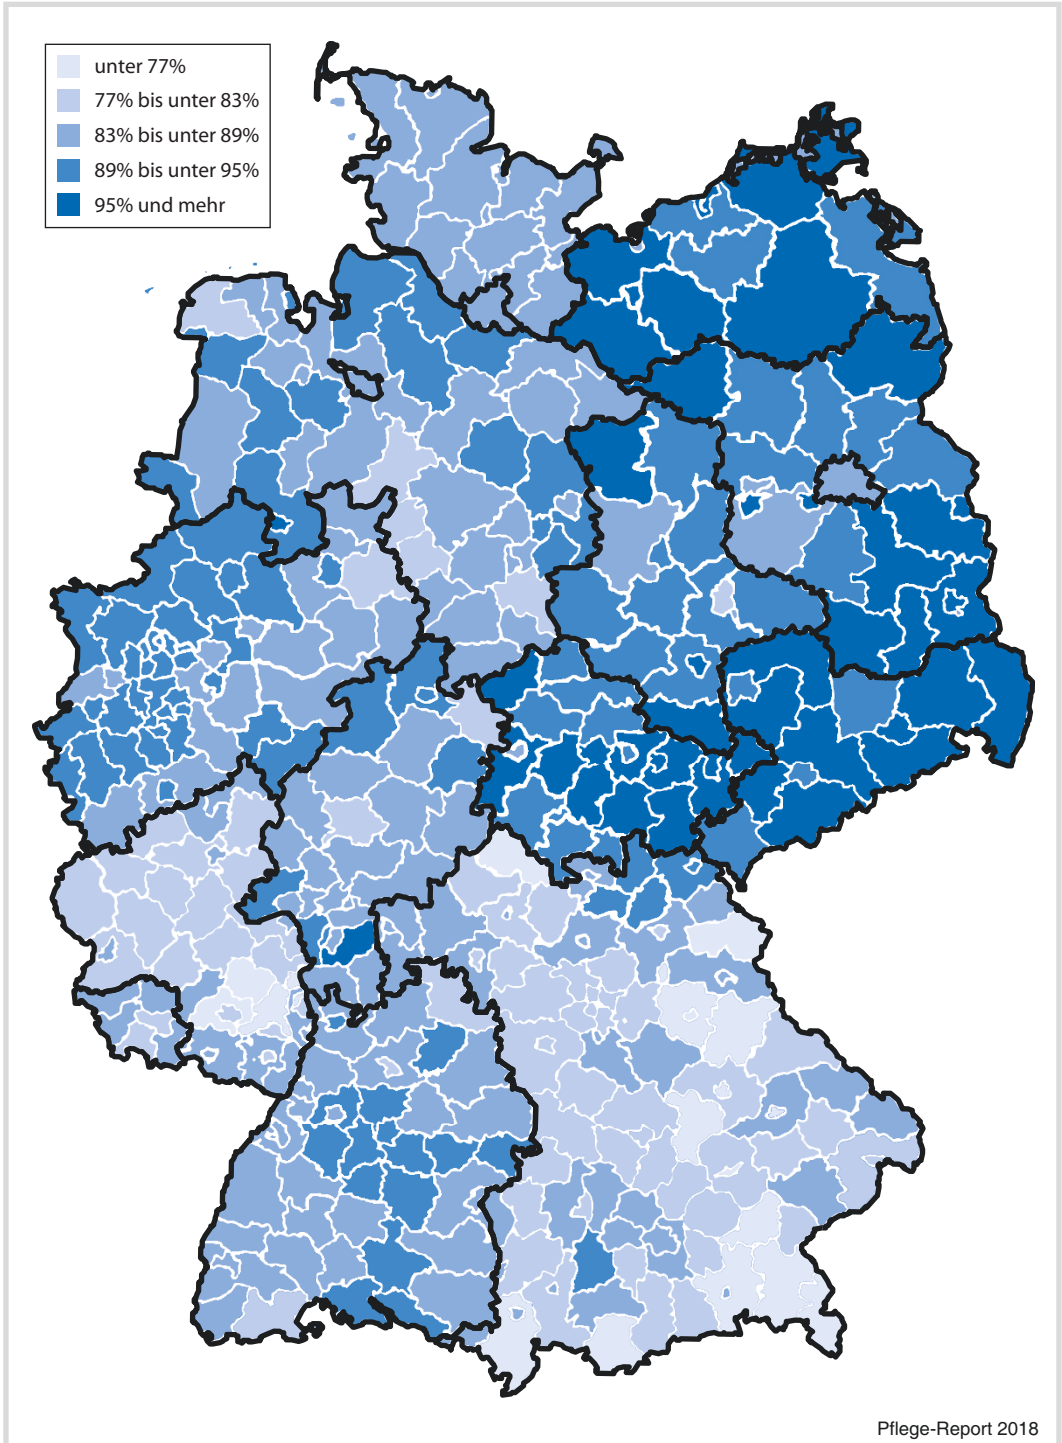 unter 77%
77% bis unter 83%
83% bis unter 89%
89% bis unter 95%
95% und mehr
Pflege-Report 2018